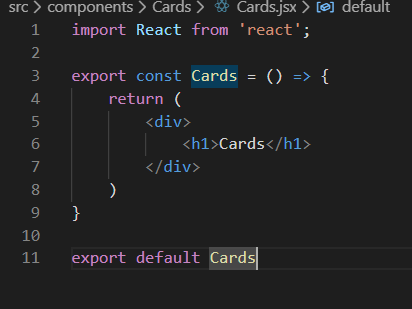 src > components > Cards > Cards.jsx > default
1 import React from 'react';
2
3 export const Cards = () => {
4 return (
5 <div>
6 <h1>Cards</h1>
7 </div>
8 )
9 }
10
11 export default Cards